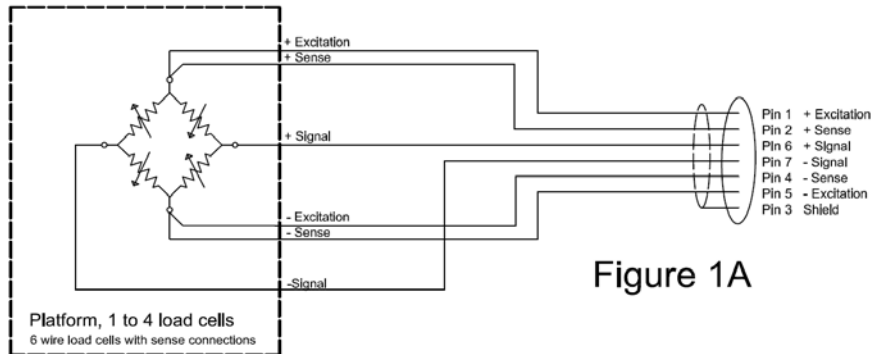 + Excitation
+ Sense
+ Signal
- Excitation
- Sense
-Signal
Platform, 1 to 4 load cells
6 wire load cells with sense connections
Pin 1 + Excitation
Pin 2 + Sense
Pin 6 + Signal
Pin 7 - Signal
Pin 4 - Sense
Pin 5 - Excitation
Pin 3 Shield
Figure 1A